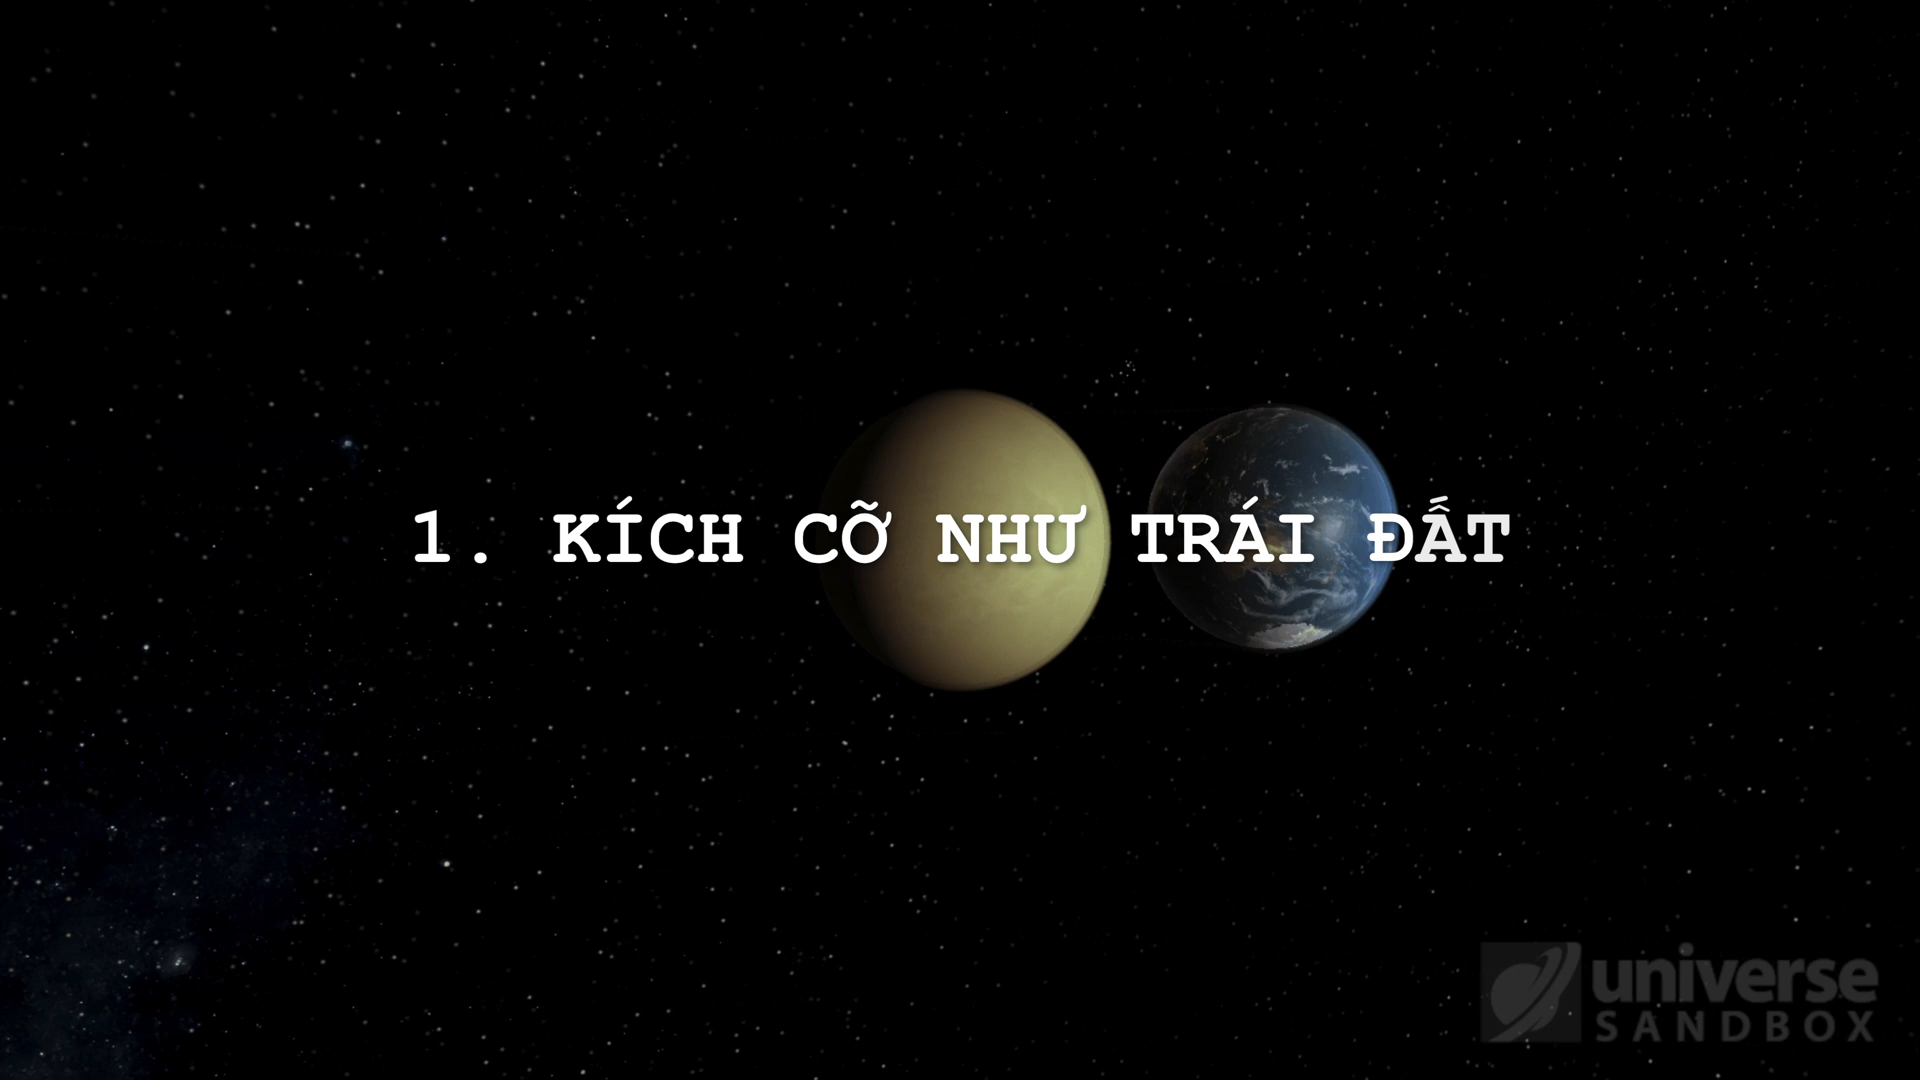 1. KÍCH CỠ NHƯ TRÁI ĐẤT
universe
SANDBOX